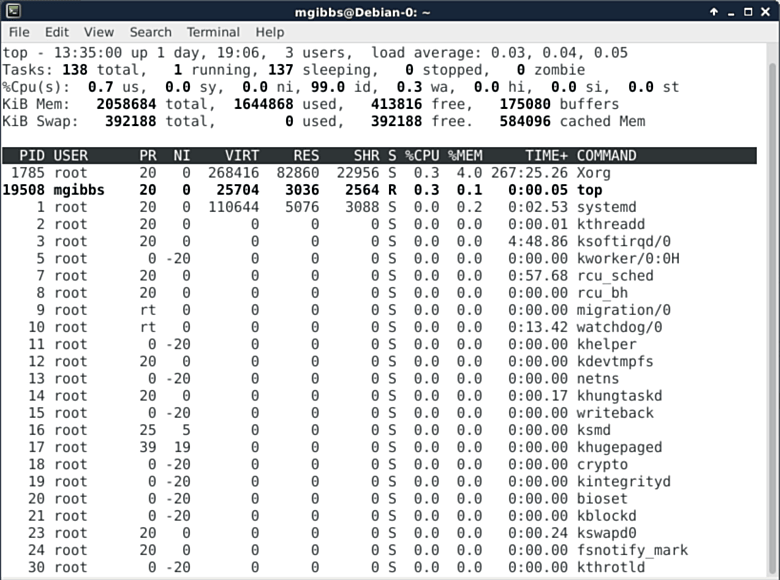 mgibbs@Debian-0: ~
File Edit View Search Terminal Help
top - 13:35:00 up 1 day, 19:06,  3 users,  load average: 0.03, 0.04, 0.05
Tasks: 138 total,   1 running, 137 sleeping,   0 stopped,   0 zombie
%Cpu(s):  0.7 us,  0.0 sy,  0.0 ni, 99.0 id,  0.3 wa,  0.0 hi,  0.0 si,  0.0 st
KiB Mem:   2058684 total,  1644868 used,   413816 free,   175080 buffers
KiB Swap:   392188 total,        0 used,   392188 free.   584096 cached Mem
PID USER      PR  NI    VIRT    RES    SHR S %CPU %MEM     TIME+ COMMAND
1785 root      20   0  268416  82860  22956 S  0.3  4.0 267:25.26 Xorg
19508 mgibbs    20   0   25704   3036   2564 R  0.3  0.1   0:00.05 top
1 root      20   0  110644   5076   3088 S  0.0  0.2   0:02.53 systemd
2 root      20   0       0      0      0 S  0.0  0.0   0:00.01 kthreadd
3 root      20   0       0      0      0 S  0.0  0.0   4:48.86 ksoftirqd/0
5 root       0 -20       0      0      0 S  0.0  0.0   0:00.00 kworker/0:0H
7 root      20   0       0      0      0 S  0.0  0.0   0:57.68 rcu_sched
8 root      20   0       0      0      0 S  0.0  0.0   0:00.00 rcu_bh
9 root      rt   0       0      0      0 S  0.0  0.0   0:00.00 migration/0
10 root      rt   0       0      0      0 S  0.0  0.0   0:13.42 watchdog/0
11 root       0 -20       0      0      0 S  0.0  0.0   0:00.00 khelper
12 root      20   0       0      0      0 S  0.0  0.0   0:00.00 kdevtmpfs
13 root       0 -20       0      0      0 S  0.0  0.0   0:00.00 netns
14 root      20   0       0      0      0 S  0.0  0.0   0:00.17 khungtaskd
15 root       0 -20       0      0      0 S  0.0  0.0   0:00.00 writeback
16 root      25   5       0      0      0 S  0.0  0.0   0:00.00 ksmd
17 root      39  19       0      0      0 S  0.0  0.0   0:00.00 khugepaged
18 root       0 -20       0      0      0 S  0.0  0.0   0:00.00 crypto
19 root       0 -20       0      0      0 S  0.0  0.0   0:00.00 kintegrityd
20 root       0 -20       0      0      0 S  0.0  0.0   0:00.00 bioset
21 root       0 -20       0      0      0 S  0.0  0.0   0:00.00 kblockd
23 root      20   0       0      0      0 S  0.0  0.0   0:00.24 kswapd0
24 root      20   0       0      0      0 S  0.0  0.0   0:00.00 fsnotify_mark
30 root       0 -20       0      0      0 S  0.0  0.0   0:00.00 kthrotld